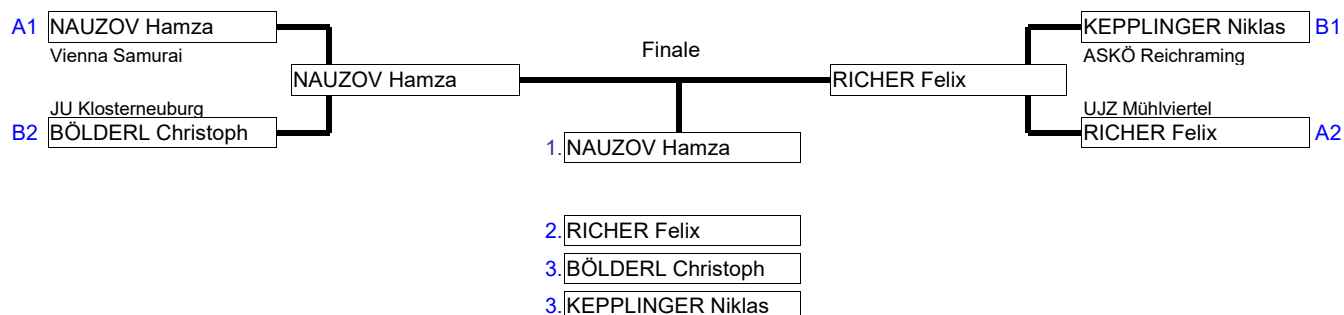 A1 NAUZOV Hamza
Vienna Samurai
KEPPLINGER Niklas B1
ASKÖ Reichraming
Finale
NAUZOV Hamza
RICHER Felix
JU Klosterneuburg
B2 BÖLDERL Christoph
UJZ Mühlviertel
RICHER Felix A2
1. NAUZOV Hamza
2. RICHER Felix
3. BÖLDERL Christoph
3. KEPPLINGER Niklas